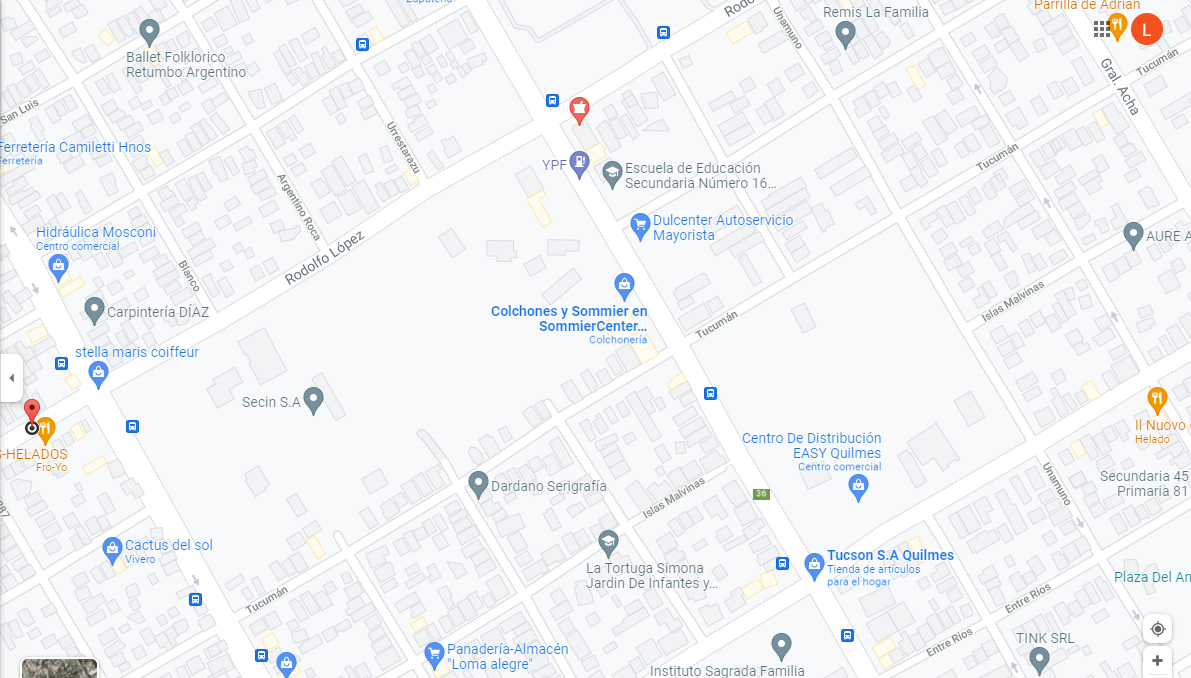 Zapatería
Parrilla de Adrián
Rodo
Unamuno
Remis La Familia
L
Ballet Folklorico
Retumbo Argentino
Tucumán
Gral. Acha
San Luis
Urrestarazu
Ferretería Camiletti Hnos
Ferretería
YPF
Escuela de Educación
Secundaria Número 16...
Tucumán
Argentino Roca
Dulcenter Autoservicio
Mayorista
Hidráulica Mosconi
Centro comercial
AURE A
Rodolfo López
Blanco
Carpintería DÍAZ
Islas Malvinas
Colchones y Sommier en
SommierCenter...
Colchonería
Tucumán
stella maris coiffeur
Secin S.A
S-HELADOS
Fro-Yo
Il Nuovo
Helado
Centro De Distribución
EASY Quilmes
Centro comercial
Unamuno
Secundaria 45
Primaria 81
Dardano Serigrafía
Islas Malvinas
36
287
Cactus del sol
Vivero
La Tortuga Simona
Jardin De Infantes y...
Tucson S.A Quilmes
Tienda de artículos
para el hogar
Plaza Del An
Tucumán
Entre Ríos
Entre Ríos
TINK SRL
Panadería-Almacén
"Loma alegre"
Instituto Sagrada Familia